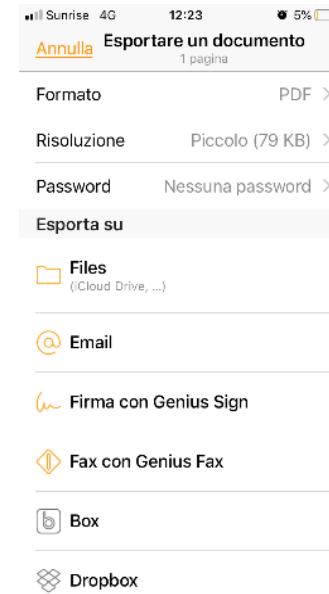 Sunrise 4G 12:23 5%
Annulla Esportare un documento
1 pagina
Formato PDF
Risoluzione Piccolo (79 KB)
Password Nessuna password
Esporta su
Files
(iCloud Drive, ...)
Email
Firma con Genius Sign
Fax con Genius Fax
Box
Dropbox